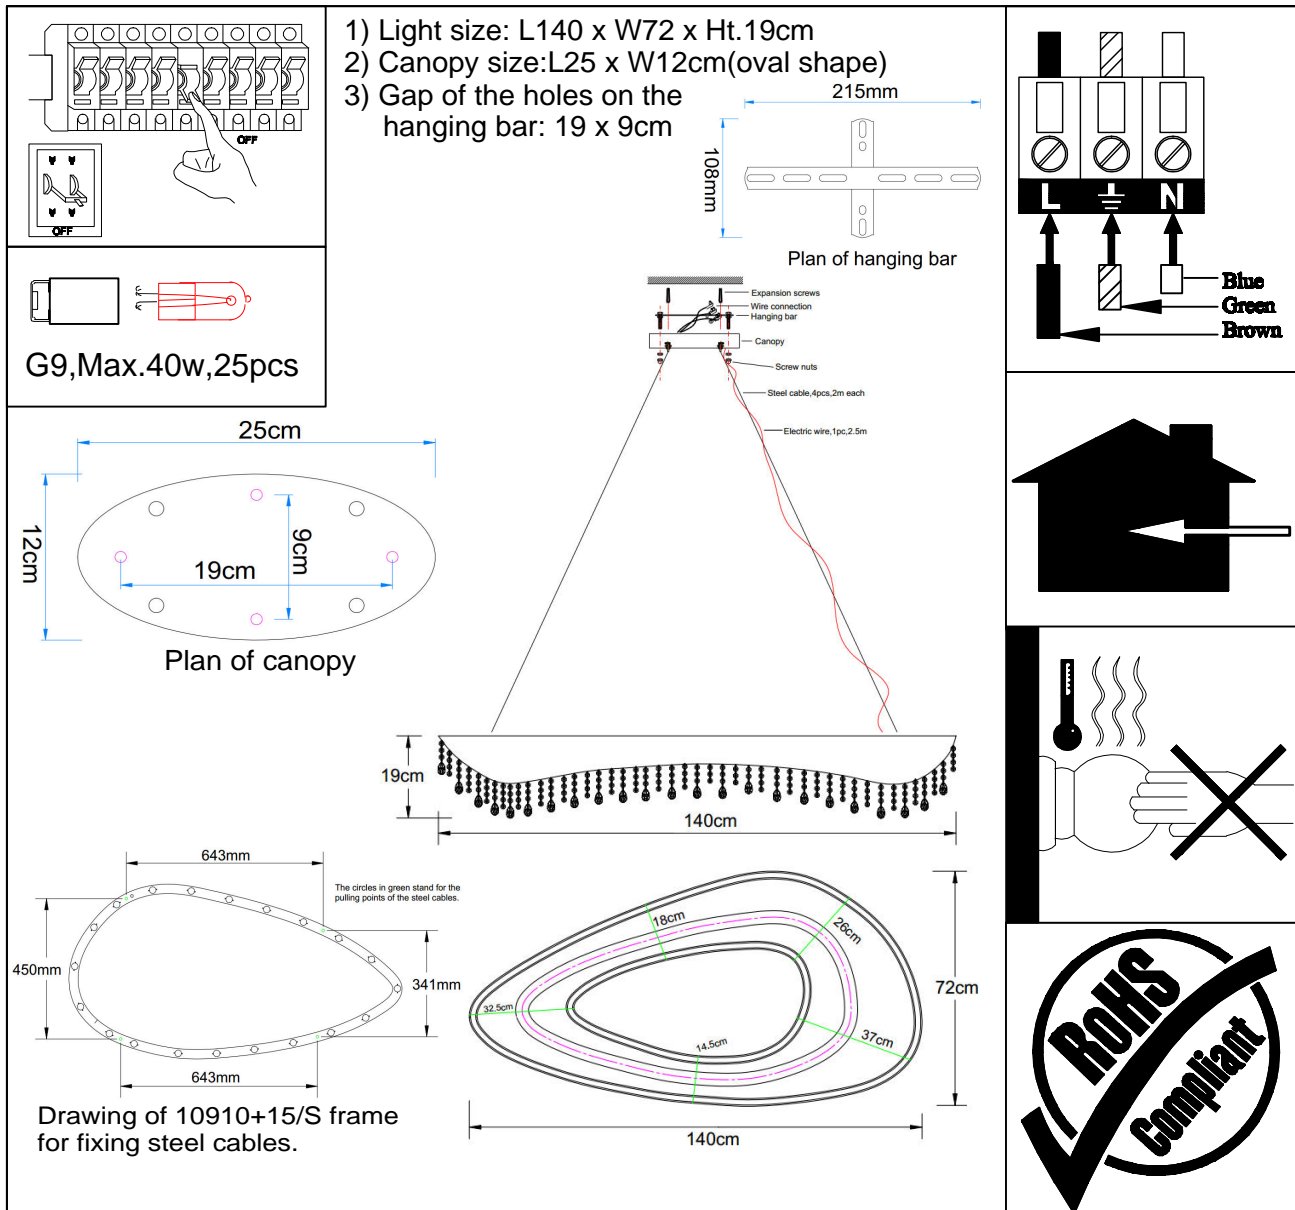 OFF
OFF
1) Light size: L140 x W72 x Ht.19cm
2) Canopy size:L25 x W12cm(oval shape)
3) Gap of the holes on the
hanging bar: 19 x 9cm
215mm
108mm
Plan of hanging bar
L N
Blue
Green
Brown
G9,Max.40w,25pcs
Expansion screws
Wire connection
Hanging bar
Canopy
Screw nuts
Steel cable,4pcs,2m each
Electric wire,1pc,2.5m
25cm
12cm
9cm
19cm
Plan of canopy
19cm
140cm
643mm
The circles in green stand for the
pulling points of the steel cables.
450mm
341mm
643mm
Drawing of 10910+15/S frame
for fixing steel cables.
18cm
26cm
32.5cm
14.5cm
37cm
72cm
140cm
RoHS
Compliant